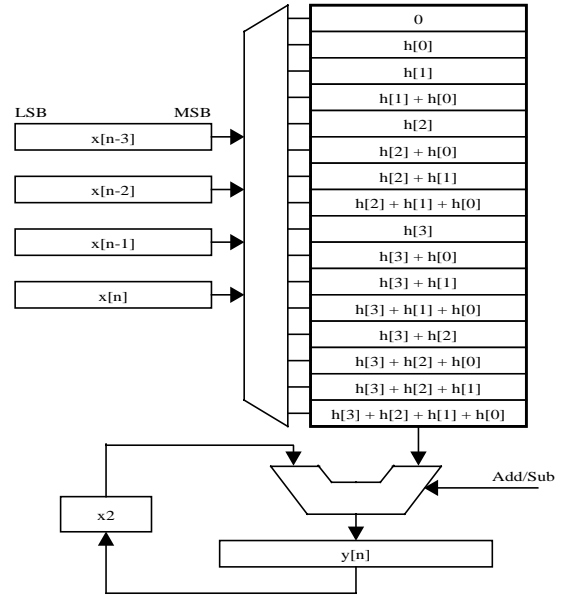 0
h[0]
h[1]
h[1] + h[0]
LSB MSB
h[2]
x[n-3]
h[2] + h[0]
h[2] + h[1]
x[n-2]
h[2] + h[1] + h[0]
h[3]
x[n-1]
h[3] + h[0]
h[3] + h[1]
x[n]
h[3] + h[1] + h[0]
h[3] + h[2]
h[3] + h[2] + h[0]
h[3] + h[2] + h[1]
h[3] + h[2] + h[1] + h[0]
Add/Sub
x2
y[n]